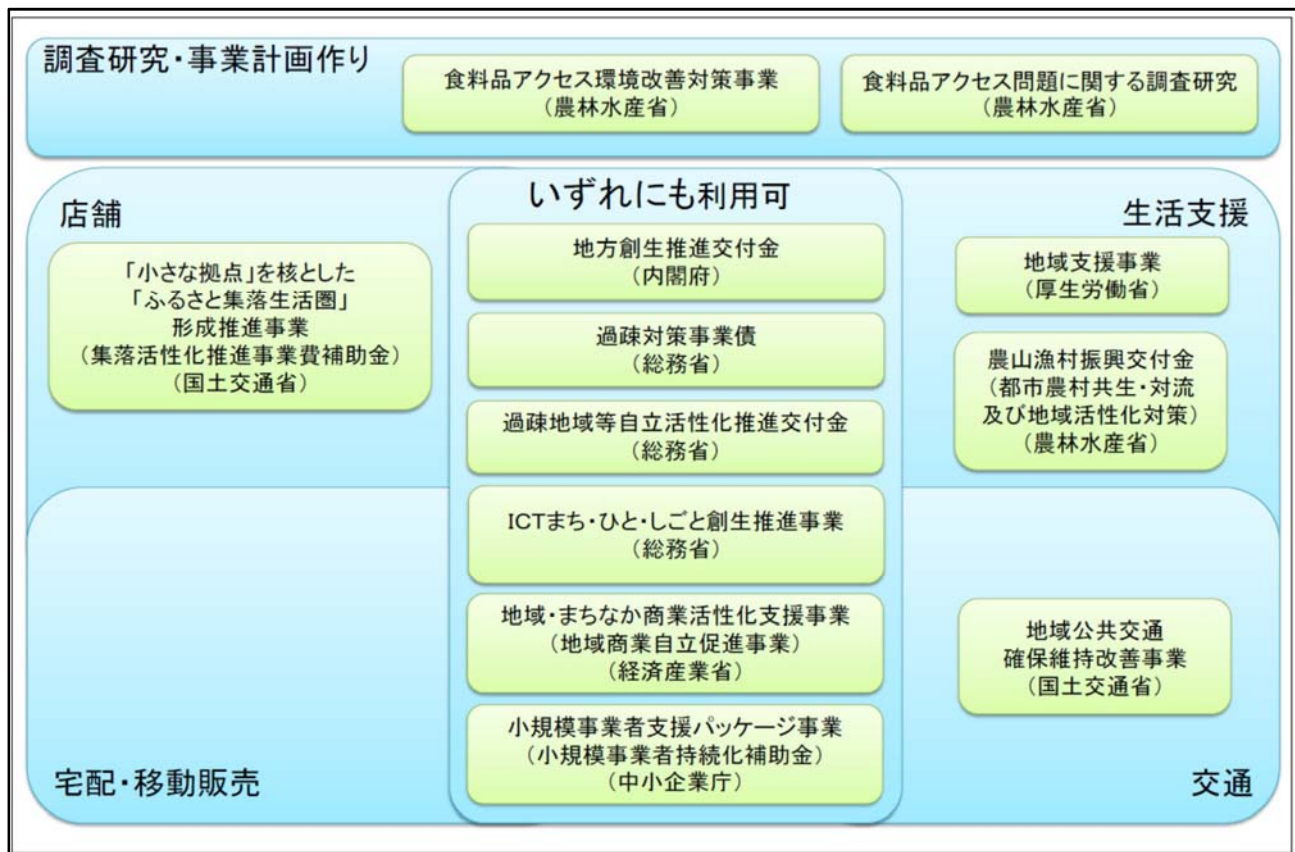 調査研究・事業計画作り
食料品アクセス環境改善対策事業
（農林水産省）
食料品アクセス問題に関する調査研究
（農林水産省）
店舗
「小さな拠点」を核とした
「ふるさと集落生活圏」
形成推進事業
（集落活性化推進事業費補助金）
（国土交通省）
いずれにも利用可
地方創生推進交付金
（内閣府）
過疎対策事業債
（総務省）
過疎地域等自立活性化推進交付金
（総務省）
ICTまち・ひと・しごと創生推進事業
（総務省）
地域・まちなか商業活性化支援事業
（地域商業自立促進事業）
（経済産業省）
小規模事業者支援パッケージ事業
（小規模事業者持続化補助金）
（中小企業庁）
生活支援
地域支援事業
（厚生労働省）
農山漁村振興交付金
（都市農村共生・対流
及び地域活性化対策）
（農林水産省）
宅配・移動販売
地域公共交通
確保維持改善事業
（国土交通省）
交通